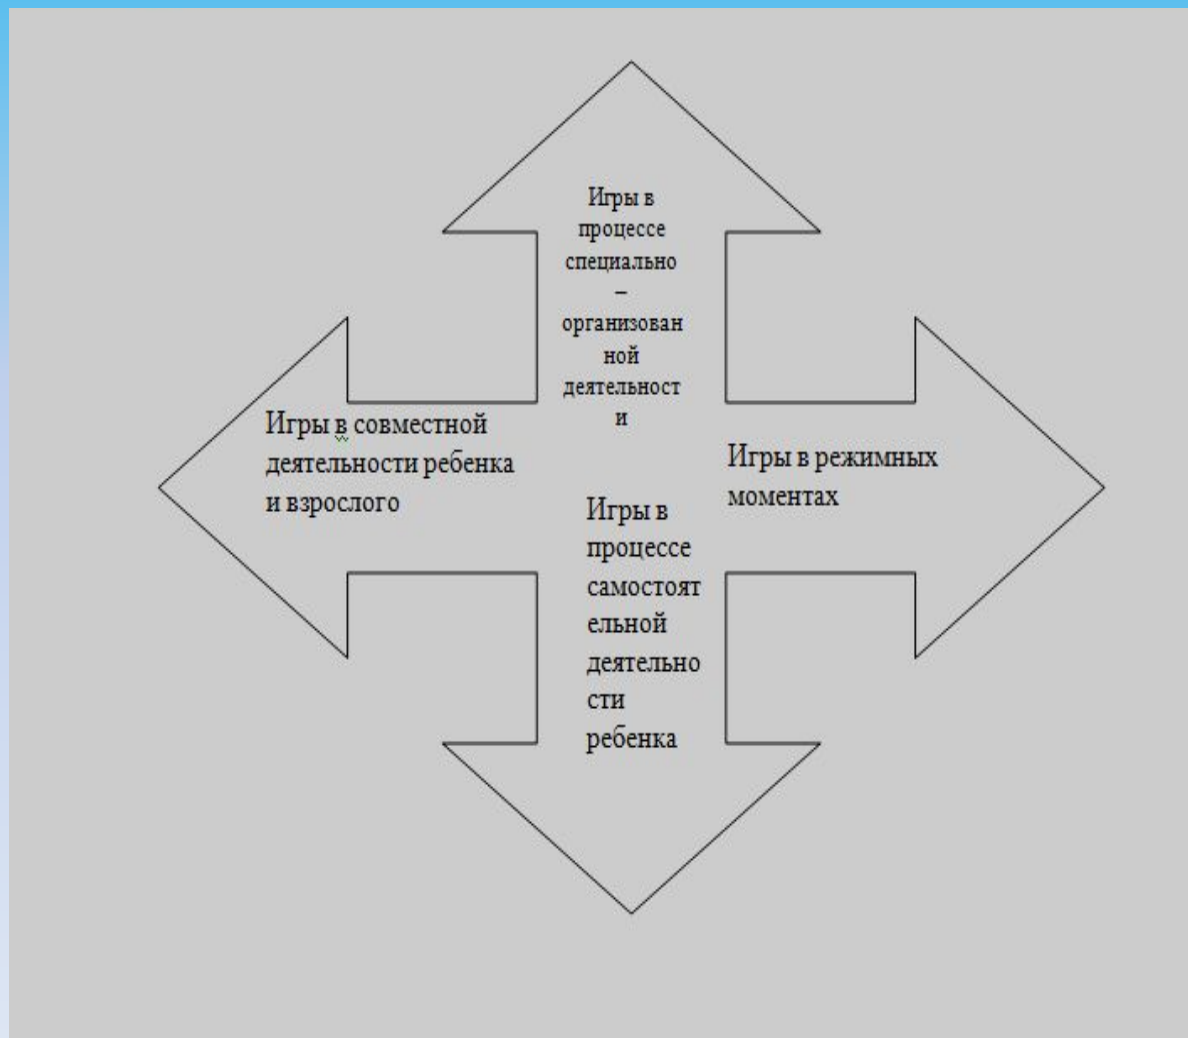 Игры в
процессе
специально
–
организован
ной
деятельност
и
Игры в совместной
деятельности ребенка
и взрослого
Игры в режимных
моментах
Игры в
процессе
самостоят
ельной
деятельно
сти
ребенка